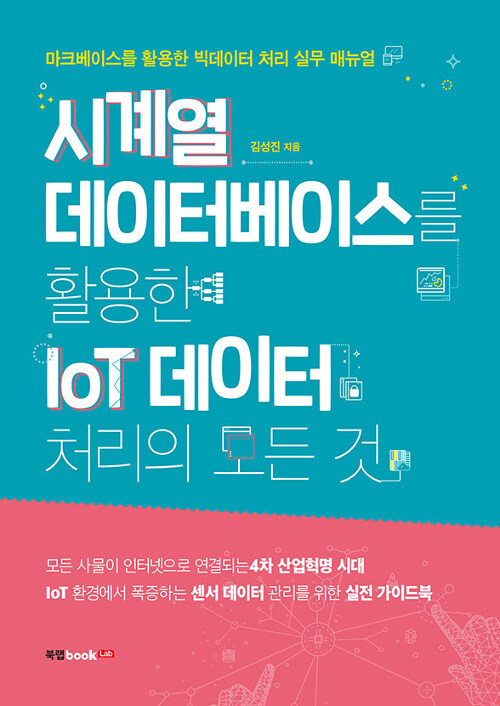 마크베이스를 활용한 빅데이터 처리 실무 매뉴얼
시계열
김성진 지음
데이터베이스를
활용한
IoT 데이터
처리의 모든 것
모든 사물이 인터넷으로 연결되는 4차 산업혁명 시대
IoT 환경에서 폭증하는 센서 데이터 관리를 위한 실전 가이드북
북랩 book Lab